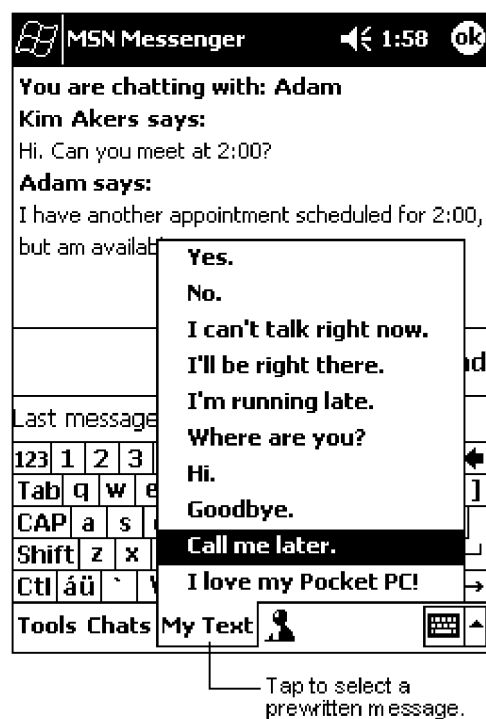 MSN Messenger 1:58 ok
You are chatting with: Adam
Kim Akers says:
Hi. Can you meet at 2:00?
Adam says:
I have another appointment scheduled for 2:00,
but am
Yes.
No.
I can't talk right now.
I'll be right there.
I'm running late.
Where are you?
Hi.
Goodbye.
Call me later.
I love my Pocket PC!
Last message
123 1 2 3
Tab q w e ]
CAP a s
Shift z x
Ctl áü `
Tools Chats My Text
Tap to select a
prewritten message.